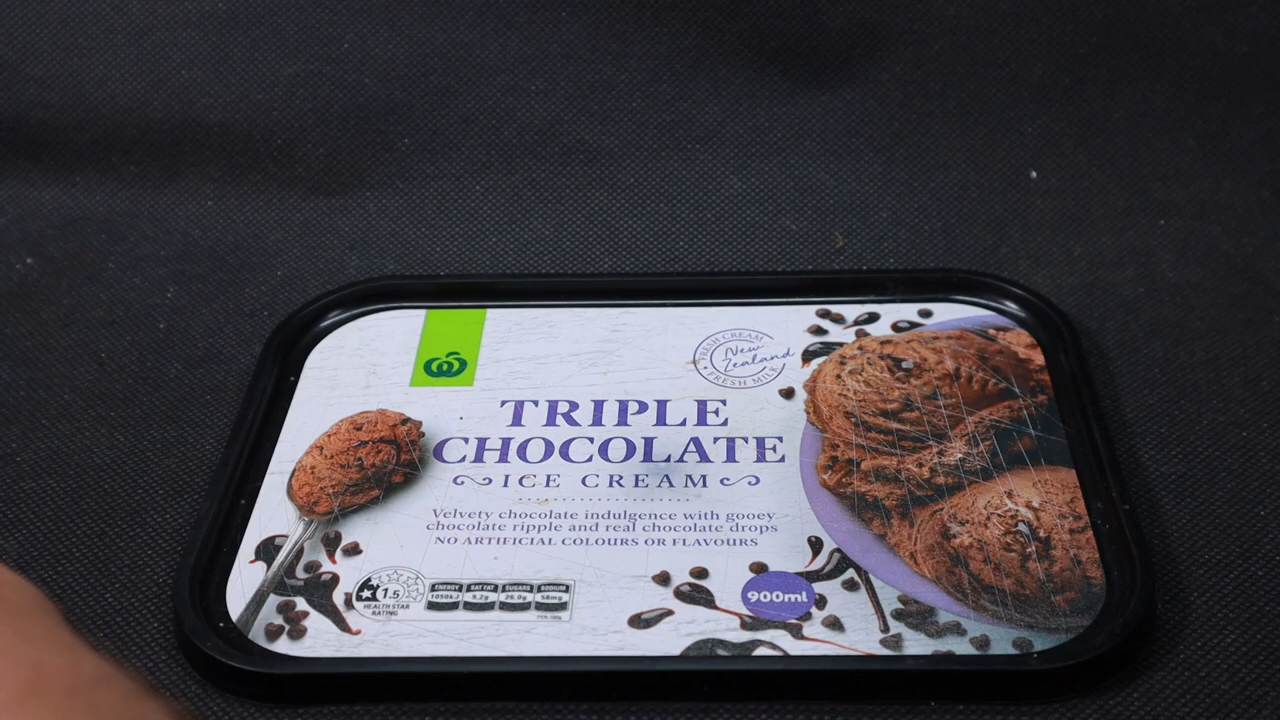 FRESH CREAM
New
Zealand
FRESH MILK
TRIPLE
CHOCOLATE
ICE CREAM
Velvety chocolate indulgence with gooey
chocolate ripple and real chocolate drops
NO ARTIFICIAL COLOURS OR FLAVOURS
1.5
HEALTH STAR
RATING
ENERGY SAT FAT SUGARS SODIUM
1050kJ 9.2g 26.0g 58mg
PER 100g
900ml